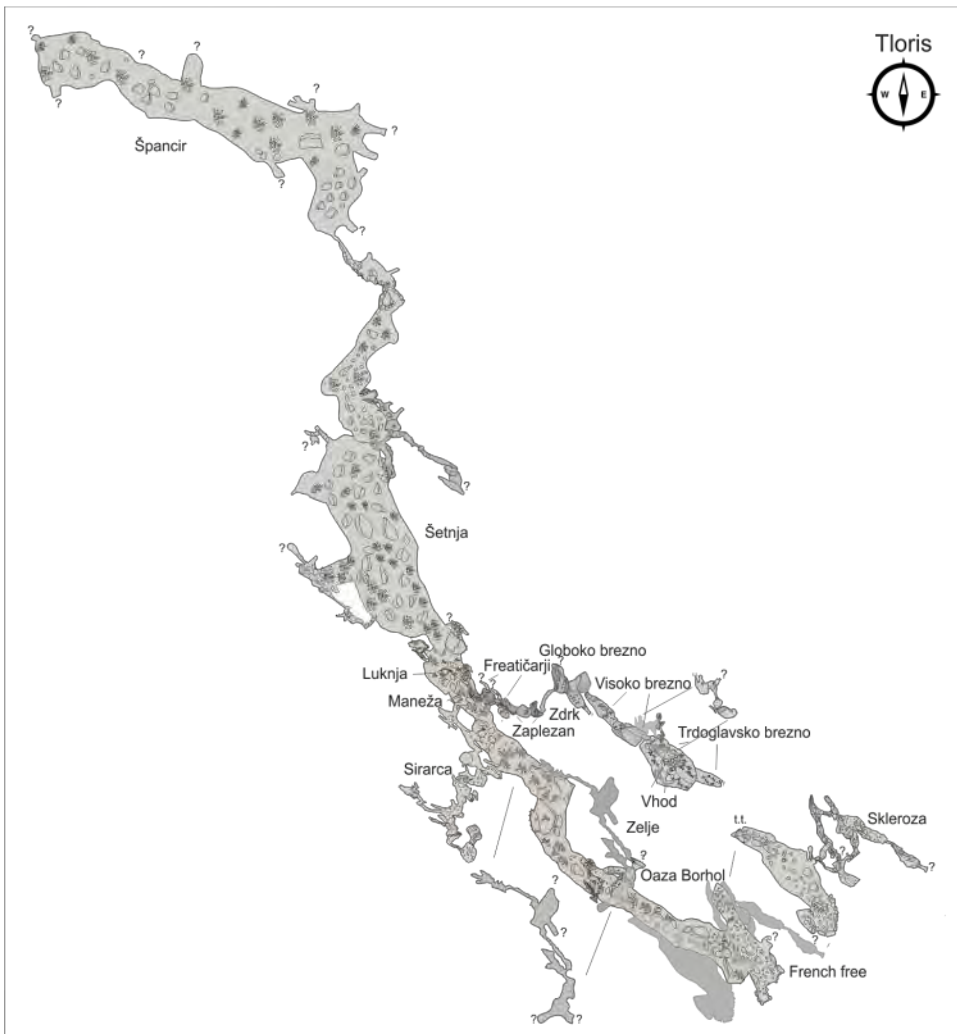 Tloris
W E
?
?
?
?
?
?
?
Špancir
?
?
?
?
Šetnja
?
?
Globoko brezno
?
Freatičarji
Luknja
? ?
Visoko brezno
?
Maneža
Zdrk
Zaplezan
Trdoglavsko brezno
Sirarca
Vhod
Zelje
t.t.
Skleroza
?
?
?
Oaza Borhol
?
?
?
?
French free
? ?